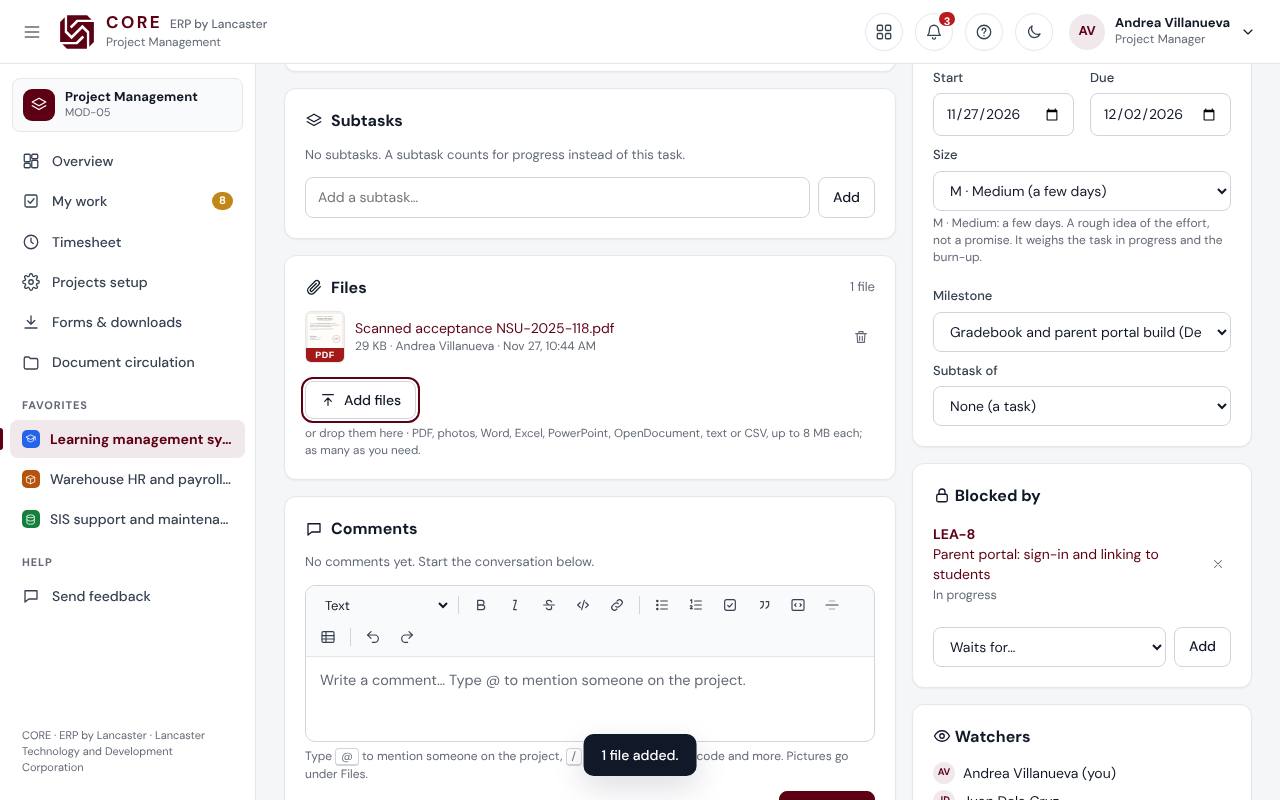 CORE ERP by Lancaster
Project Management
3
AV
Andrea Villanueva
Project Manager
Project Management
MOD-05
Overview
My work
8
Timesheet
Projects setup
Forms & downloads
Document circulation
FAVORITES
Learning management sy...
Warehouse HR and payroll...
SIS support and maintena...
HELP
Send feedback
CORE · ERP by Lancaster · Lancaster
Technology and Development
Corporation
Subtasks
No subtasks. A subtask counts for progress instead of this task.
Add a subtask...
Add
Files
1 file
PDF
Scanned acceptance NSU-2025-118.pdf
29 KB · Andrea Villanueva · Nov 27, 10:44 AM
Add files
or drop them here · PDF, photos, Word, Excel, PowerPoint, OpenDocument, text or CSV, up to 8 MB each;
as many as you need.
Comments
No comments yet. Start the conversation below.
Text
Write a comment... Type @ to mention someone on the project.
Type @ to mention someone on the project, /
code and more. Pictures go
under Files.
1 file added.
Start
Due
11/27/2026
12/02/2026
Size
M · Medium (a few days)
M · Medium: a few days. A rough idea of the effort,
not a promise. It weighs the task in progress and the
burn-up.
Milestone
Gradebook and parent portal build (De
Subtask of
None (a task)
Blocked by
LEA-8
Parent portal: sign-in and linking to
students
In progress
Waits for...
Add
Watchers
AV
Andrea Villanueva (you)